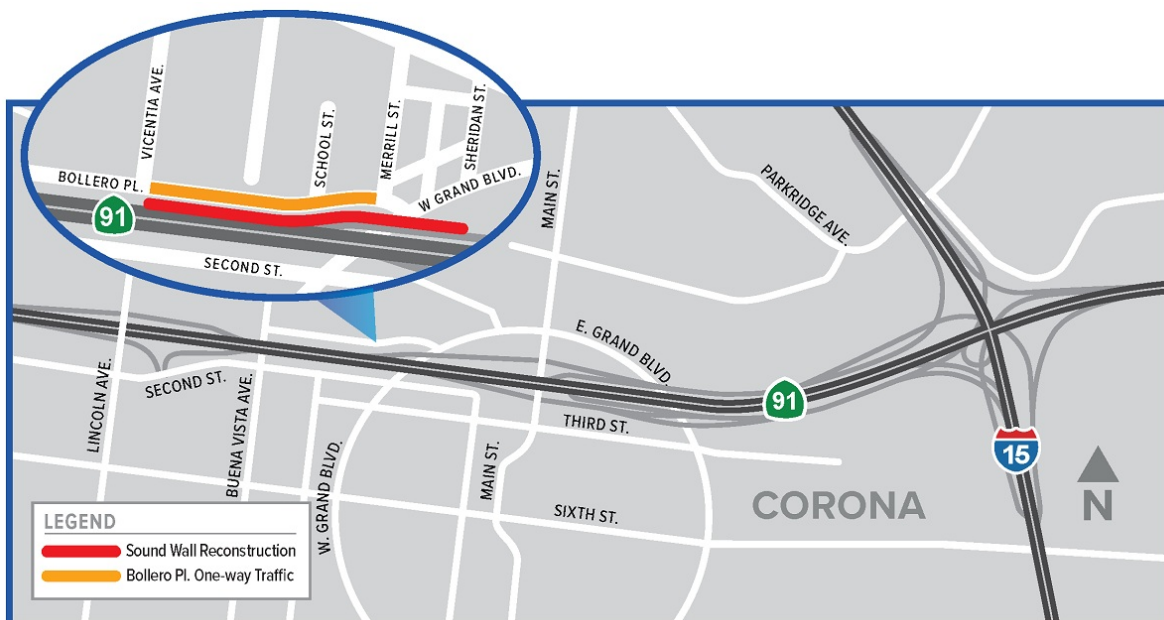 VICENTIA AVE.
SCHOOL ST.
MERRILL ST.
SHERIDAN ST.
BOLLERO PL.
W GRAND BLVD.
91
SECOND ST.
MAIN ST.
PARKRIDGE AVE.
E. GRAND BLVD.
LINCOLN AVE.
SECOND ST.
BUENA VISTA AVE.
W. GRAND BLVD.
MAIN ST.
THIRD ST.
91
15
SIXTH ST.
CORONA
N
LEGEND
Sound Wall Reconstruction
Bollero Pl. One-way Traffic